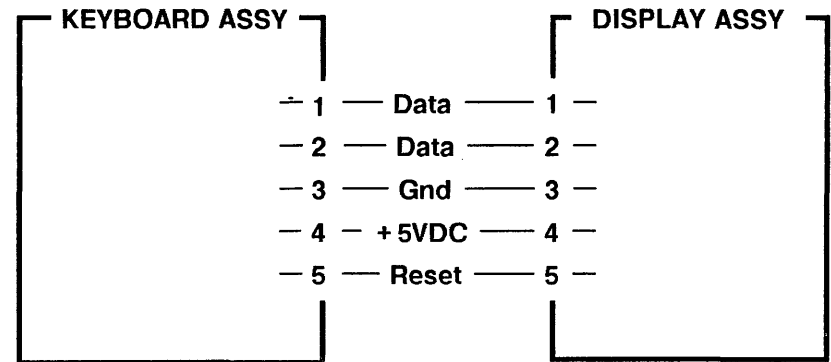 KEYBOARD ASSY DISPLAY ASSY
1 Data 1
2 Data 2
3 Gnd 3
4 +5VDC 4
5 Reset 5